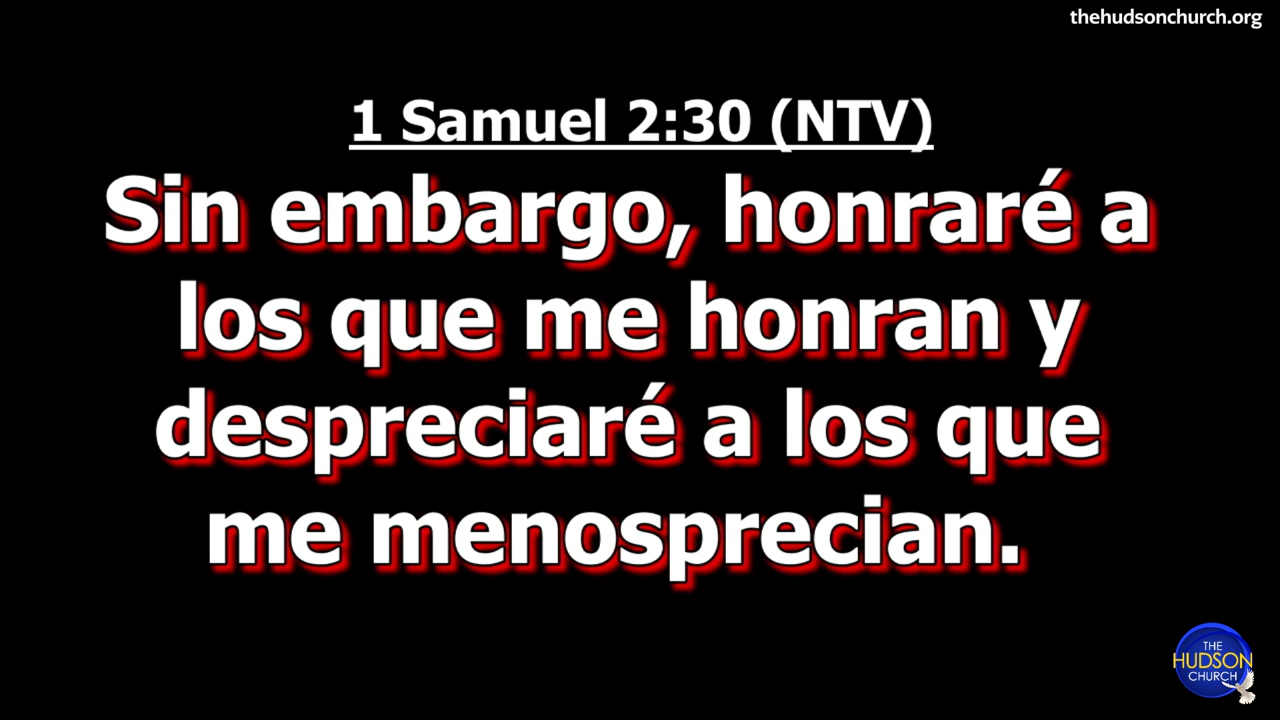 thehudsonchurch.org
1 Samuel 2:30 (NTV)
Sin embargo, honraré a
los que me honran y
despreciaré a los que
me menosprecian.
THE
HUDSON
CHURCH